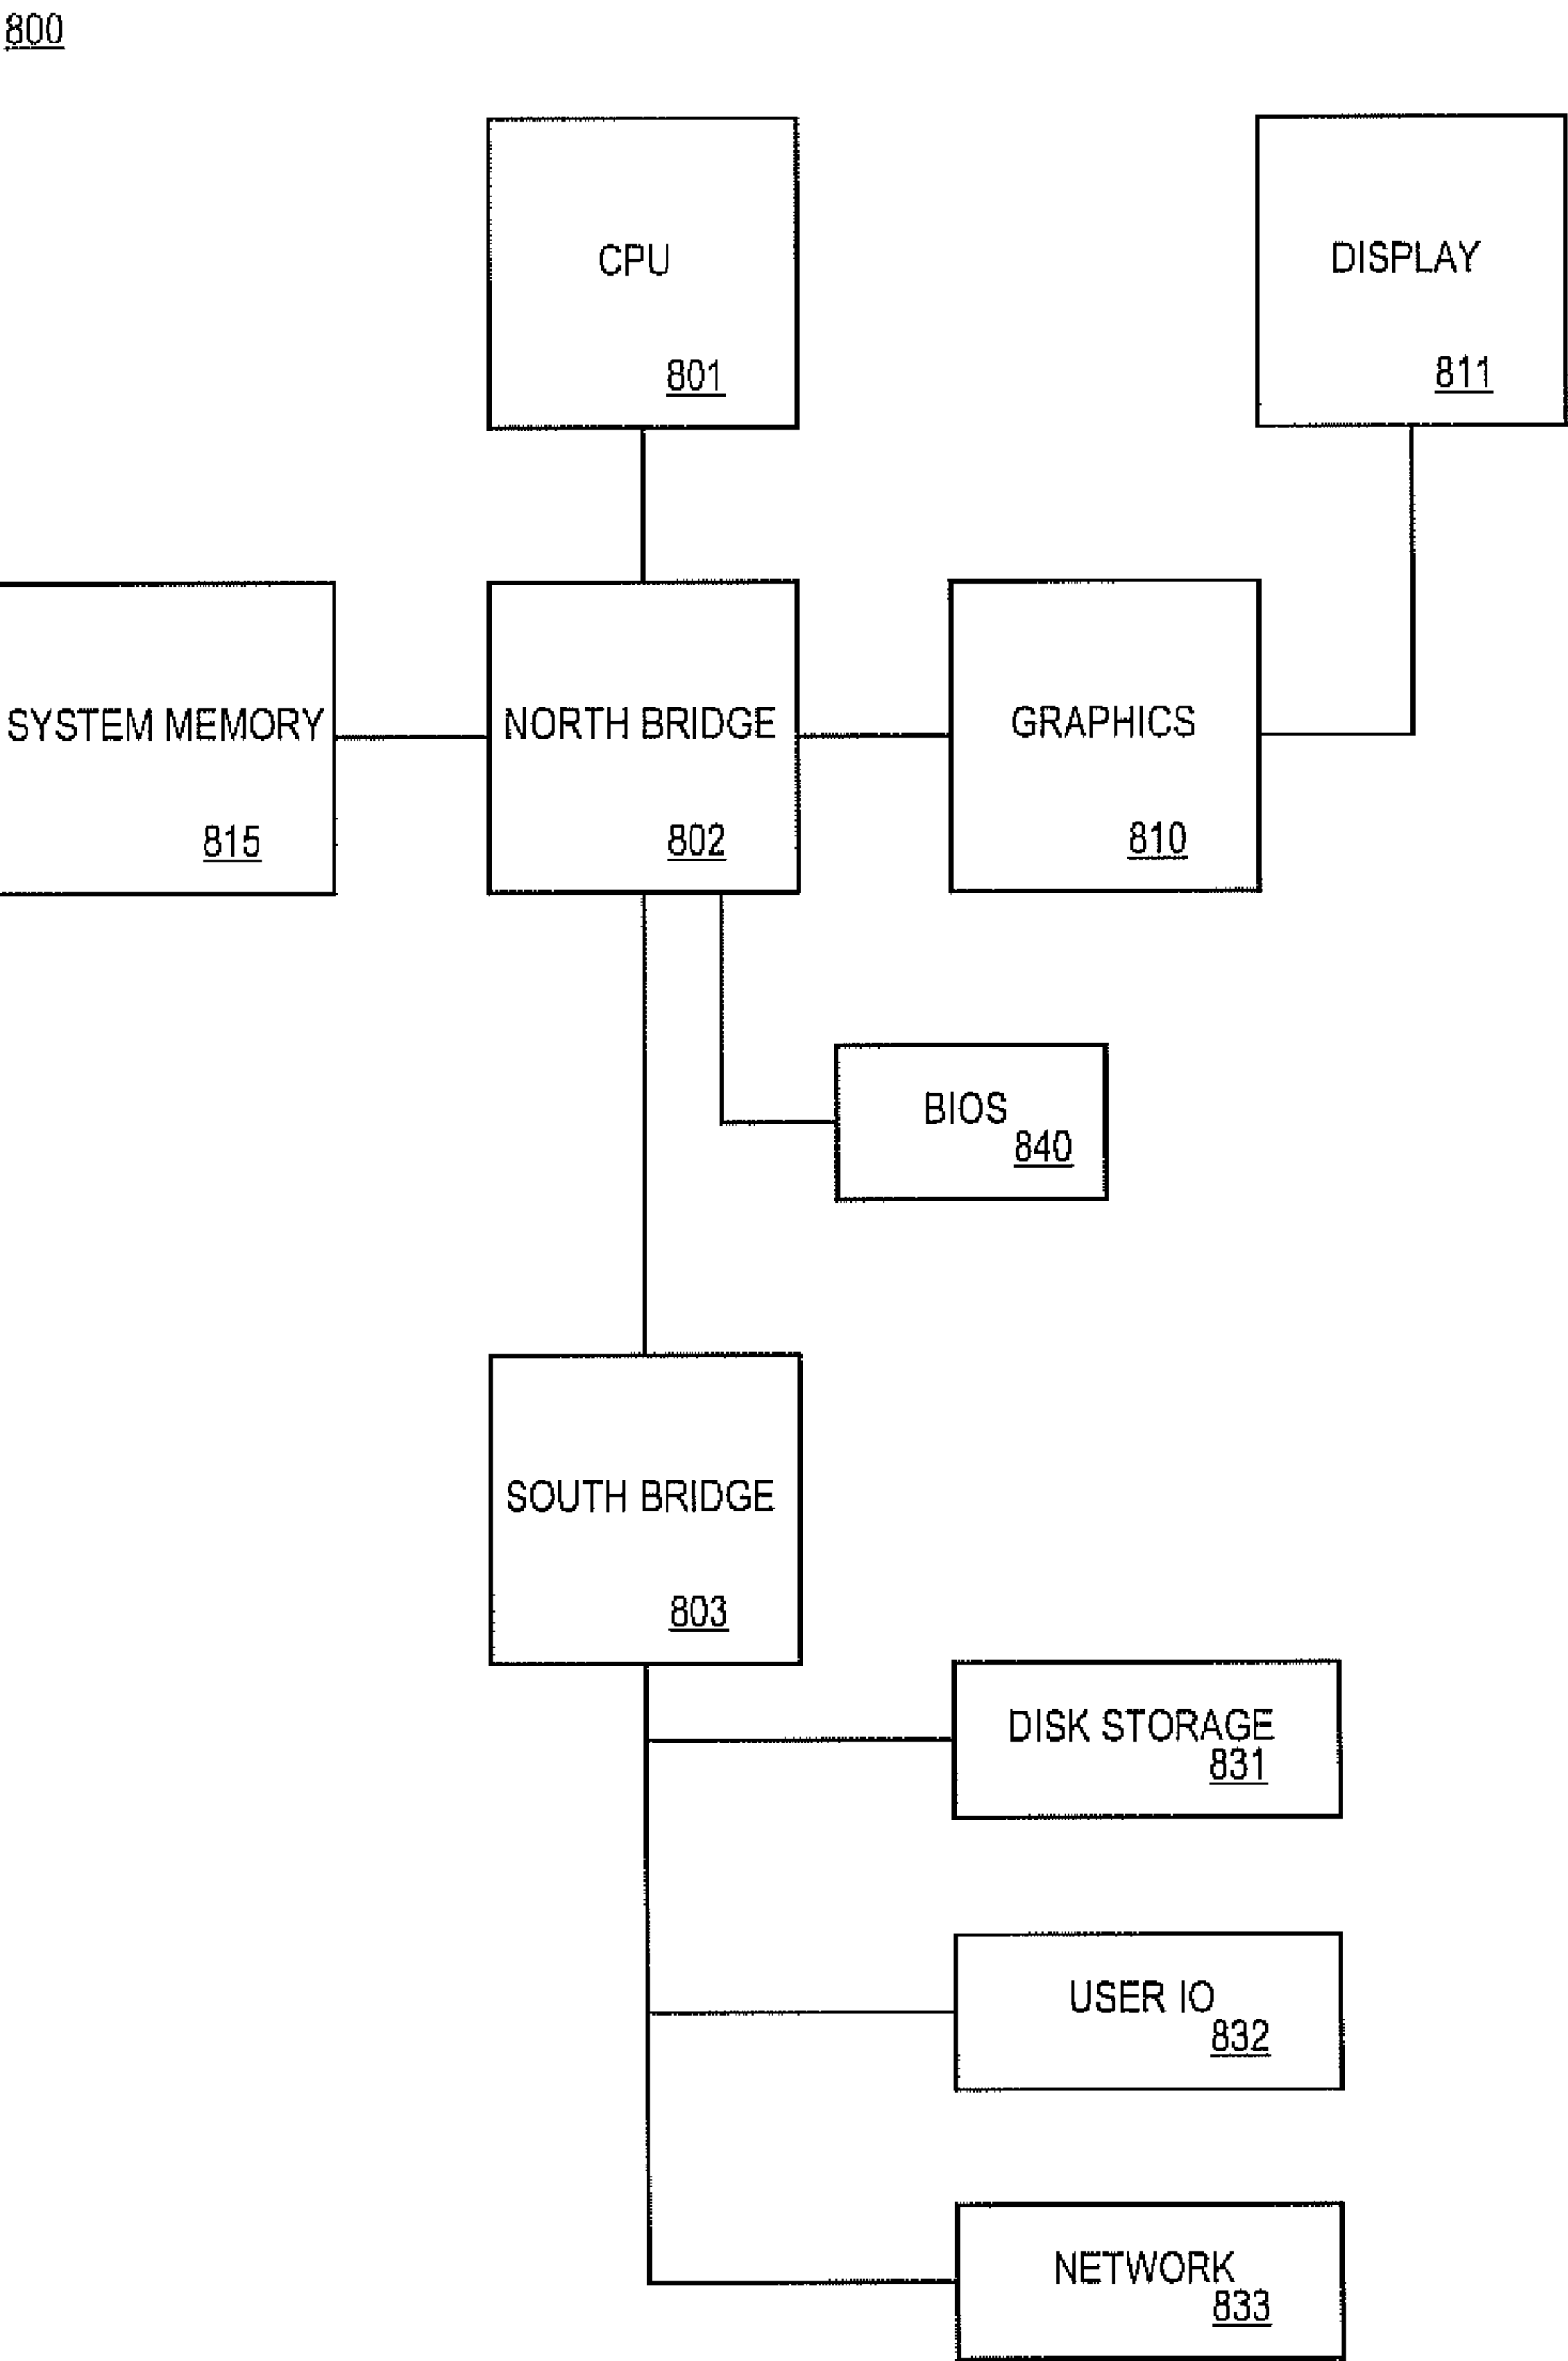 800
CPU
801
DISPLAY
811
SYSTEM MEMORY
815
NORTH BRIDGE
802
GRAPHICS
810
BIOS
840
SOUTH BRIDGE
803
DISK STORAGE
831
USER IO
832
NETWORK
833